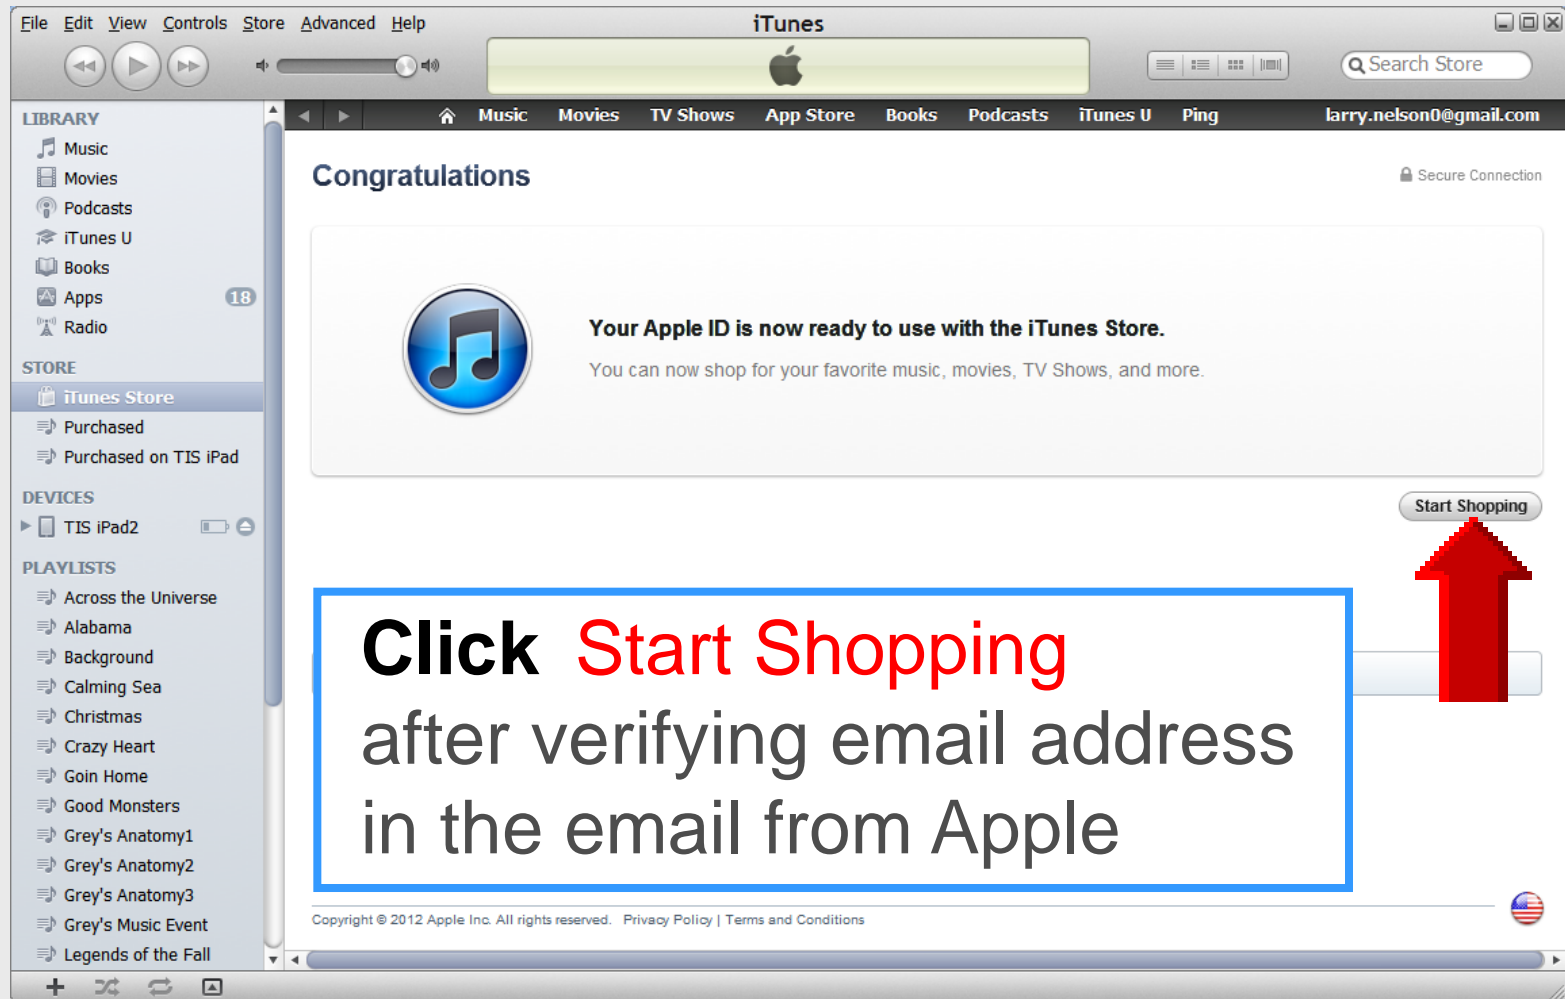 File Edit View Controls Store Advanced Help
iTunes
Search Store
LIBRARY
Music
Movies
Podcasts
iTunes U
Books
Apps 18
Radio
STORE
iTunes Store
Purchased
Purchased on TIS iPad
DEVICES
TIS iPad2
PLAYLISTS
Across the Universe
Alabama
Background
Calming Sea
Christmas
Crazy Heart
Goin Home
Good Monsters
Grey's Anatomy1
Grey's Anatomy2
Grey's Anatomy3
Grey's Music Event
Legends of the Fall
Music Movies TV Shows App Store Books Podcasts iTunes U Ping larry.nelson0@gmail.com
Congratulations
Secure Connection
Your Apple ID is now ready to use with the iTunes Store.
You can now shop for your favorite music, movies, TV Shows, and more.
Start Shopping
Click Start Shopping
after verifying email address
in the email from Apple
Copyright © 2012 Apple Inc. All rights reserved. Privacy Policy | Terms and Conditions